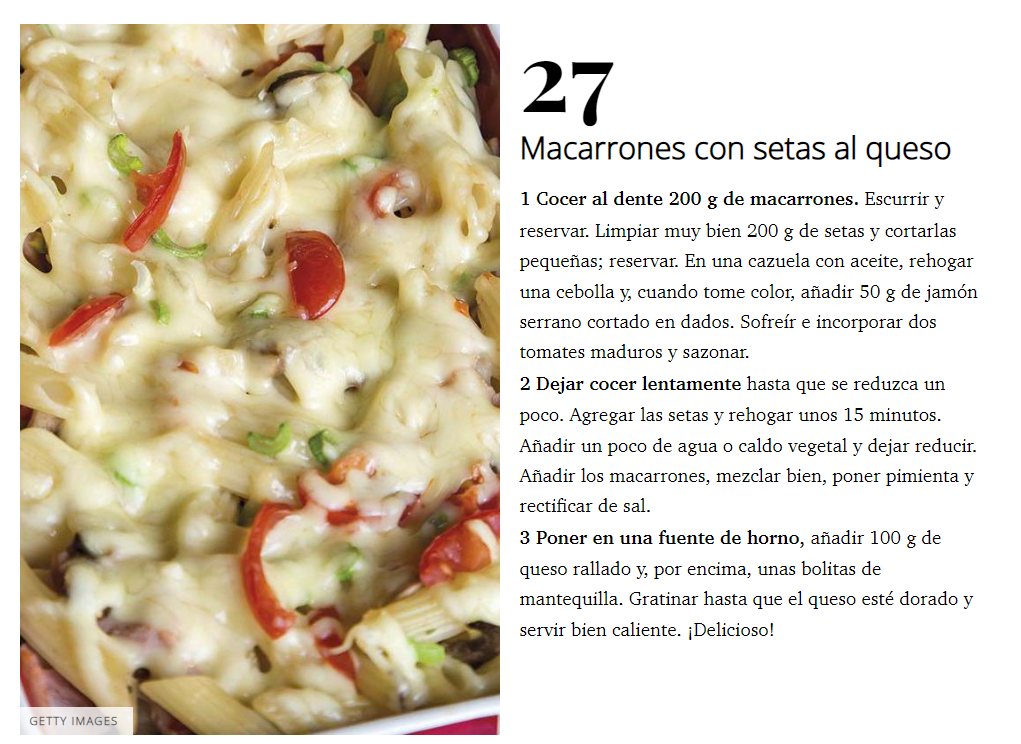 27
Macarrones con setas al queso
1 Cocer al dente 200 g de macarrones. Escurrir y
reservar. Limpiar muy bien 200 g de setas y cortarlas
pequeñas; reservar. En una cazuela con aceite, rehogar
una cebolla y, cuando tome color, añadir 50 g de jamón
serrano cortado en dados. Sofreír e incorporar dos
tomates maduros y sazonar.
2 Dejar cocer lentamente hasta que se reduzca un
poco. Agregar las setas y rehogar unos 15 minutos.
Añadir un poco de agua o caldo vegetal y dejar reducir.
Añadir los macarrones, mezclar bien, poner pimienta y
rectificar de sal.
3 Poner en una fuente de horno, añadir 100 g de
queso rallado y, por encima, unas bolitas de
mantequilla. Gratinar hasta que el queso esté dorado y
servir bien caliente. ¡Delicioso!
GETTY IMAGES